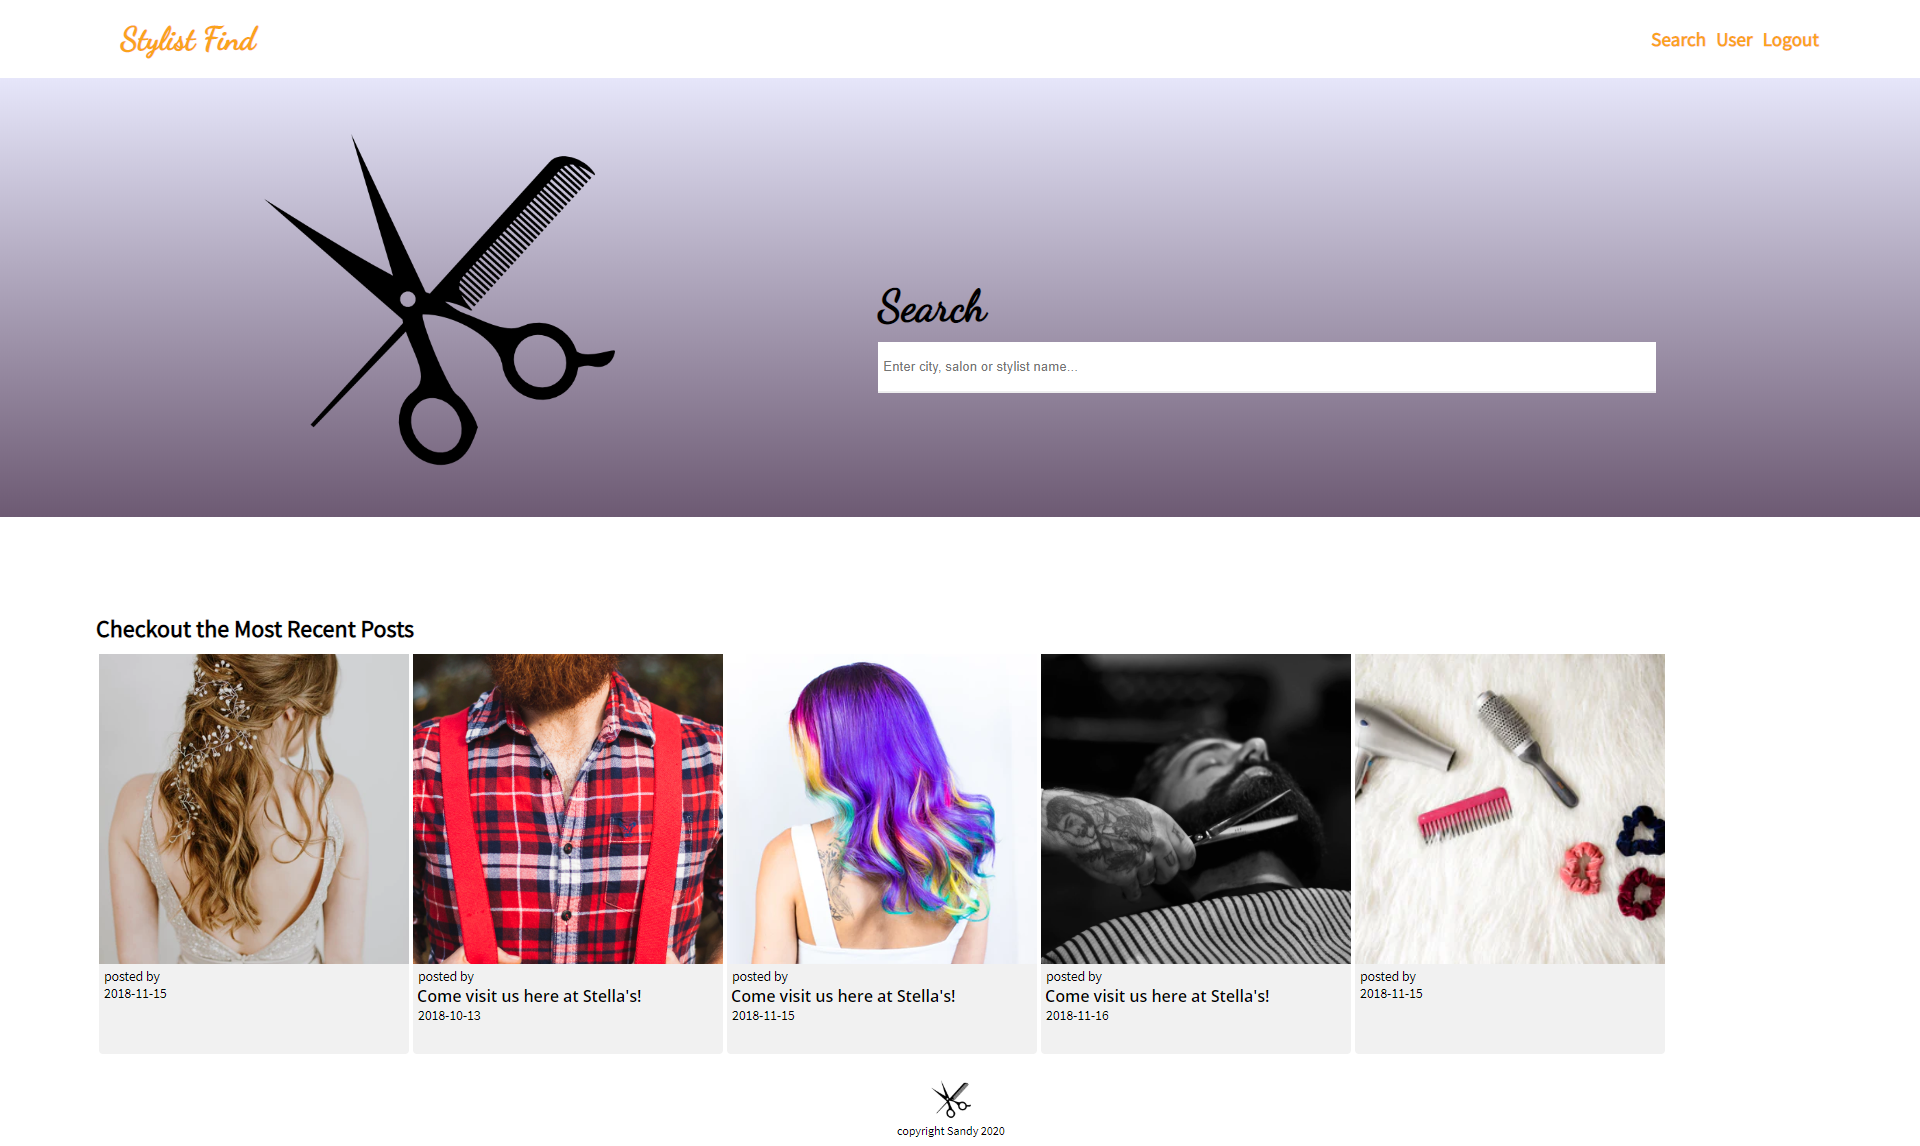 Stylist Find
Search User Logout
Search
Enter city, salon or stylist name...
Checkout the Most Recent Posts
posted by
2018-11-15
posted by
Come visit us here at Stella's!
2018-10-13
posted by
Come visit us here at Stella's!
2018-11-15
posted by
Come visit us here at Stella's!
2018-11-16
posted by
2018-11-15
copyright Sandy 2020